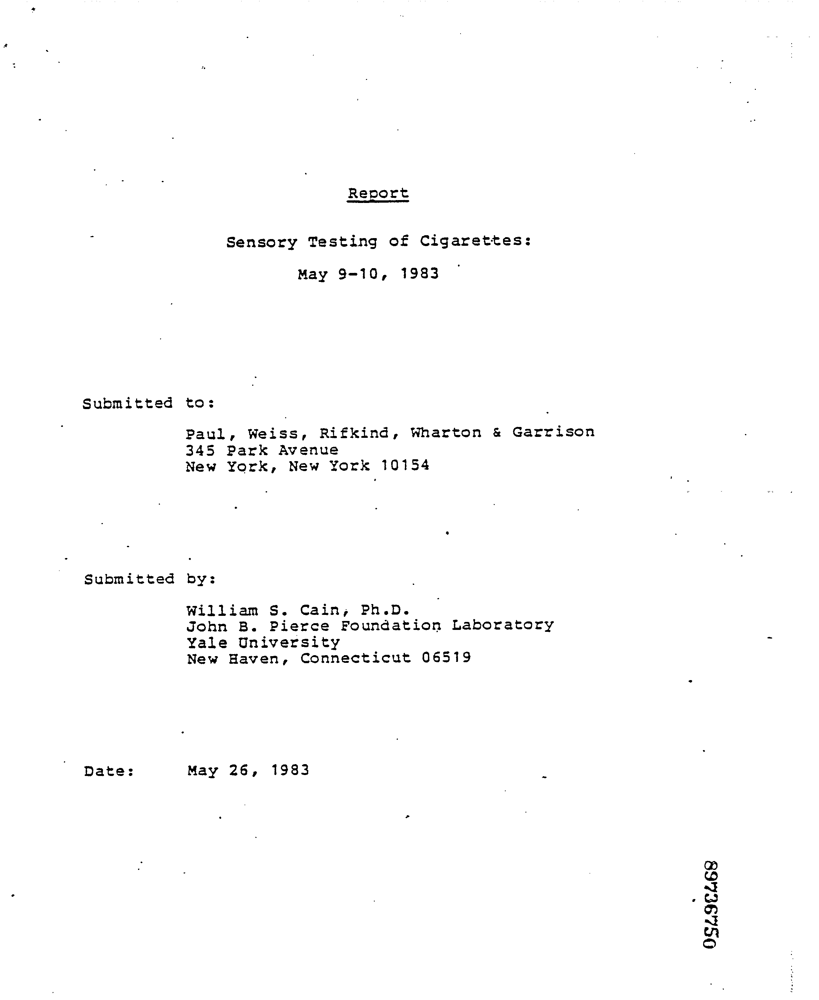 Report
Sensory Testing of Cigarettes:
May 9-10, 1983
Submitted to:
Paul, Weiss, Rifkind, Wharton & Garrison
345 Park Avenue
New York, New York 10154
Submitted by:
William S. Cain, Ph.D.
John B. Pierce Foundation Laboratory
Yale University
New Haven, Connecticut 06519
Date: May 26, 1983
89736750